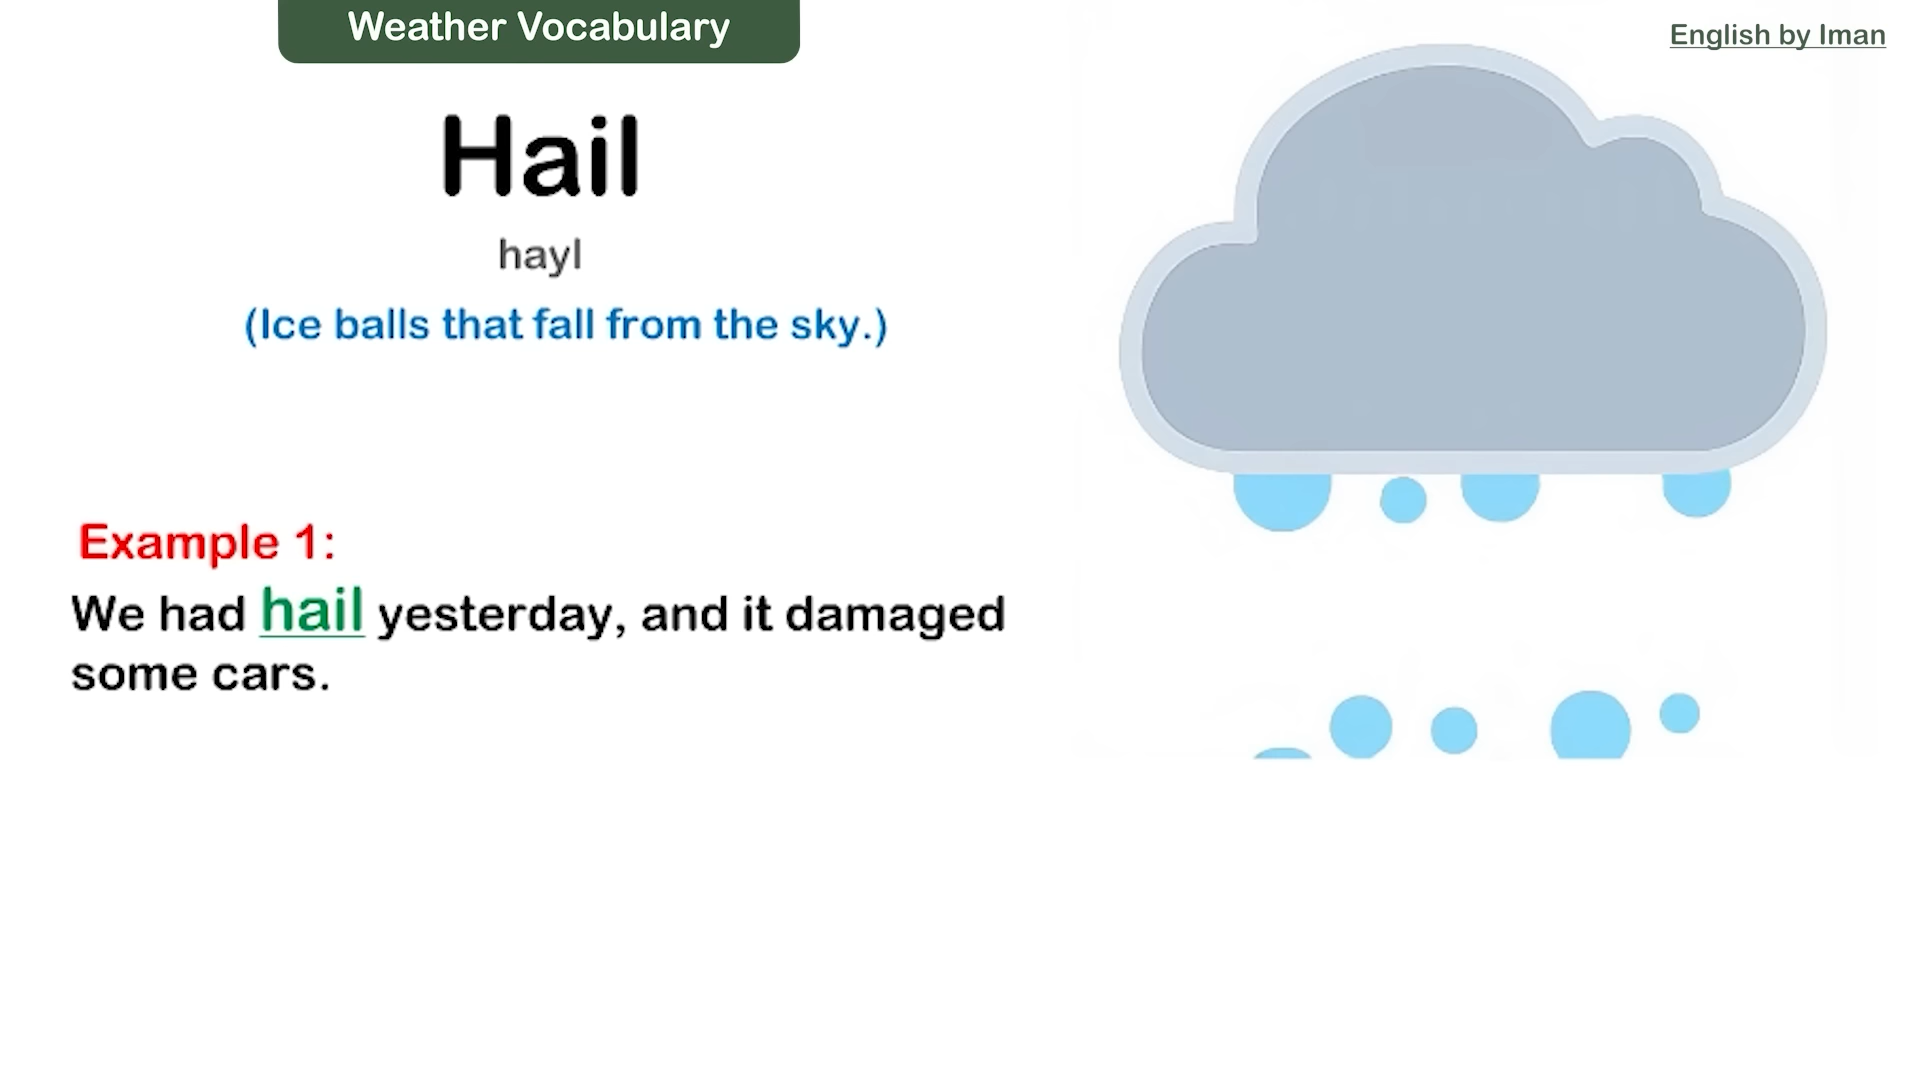 Weather Vocabulary
English by Iman
Hail
hayl
(Ice balls that fall from the sky.)
Example 1:
We had hail yesterday, and it damaged
some cars.